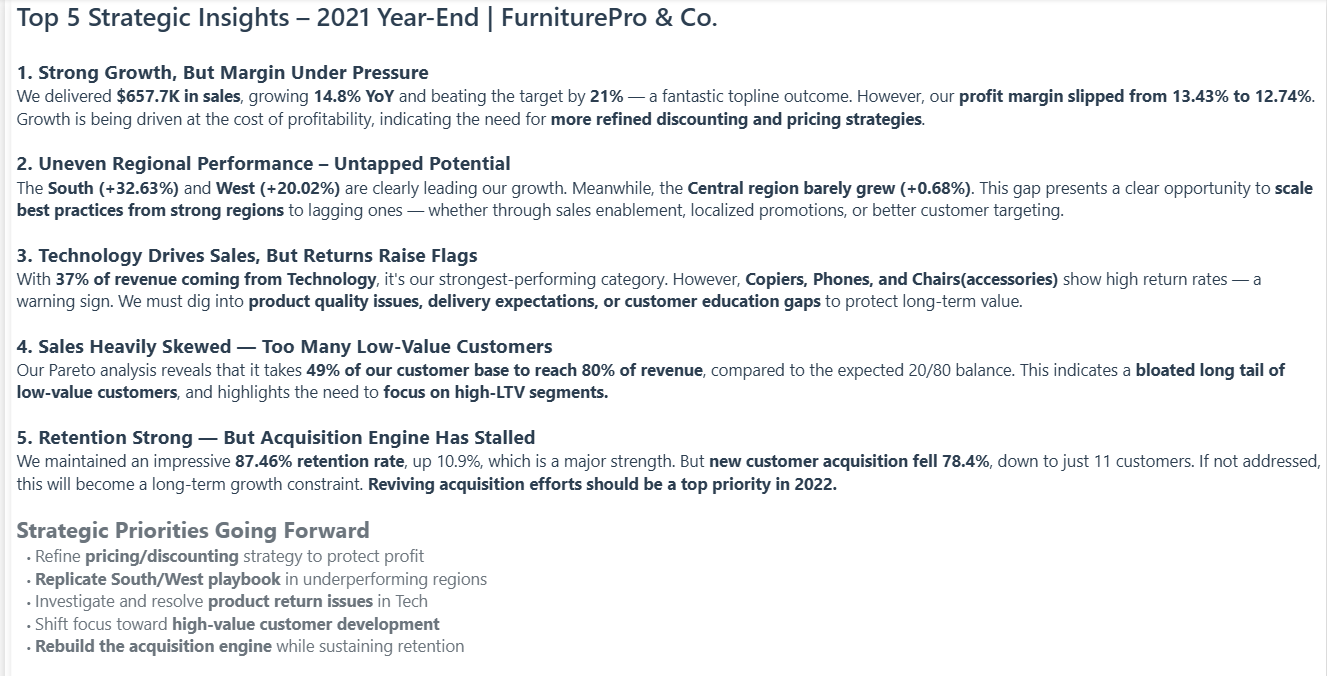 Top 5 Strategic Insights – 2021 Year-End | FurniturePro & Co.
1. Strong Growth, But Margin Under Pressure
We delivered $657.7K in sales, growing 14.8% YoY and beating the target by 21% — a fantastic topline outcome. However, our profit margin slipped from 13.43% to 12.74%.
Growth is being driven at the cost of profitability, indicating the need for more refined discounting and pricing strategies.
2. Uneven Regional Performance – Untapped Potential
The South (+32.63%) and West (+20.02%) are clearly leading our growth. Meanwhile, the Central region barely grew (+0.68%). This gap presents a clear opportunity to scale
best practices from strong regions to lagging ones — whether through sales enablement, localized promotions, or better customer targeting.
3. Technology Drives Sales, But Returns Raise Flags
With 37% of revenue coming from Technology, it's our strongest-performing category. However, Copiers, Phones, and Chairs(accessories) show high return rates — a
warning sign. We must dig into product quality issues, delivery expectations, or customer education gaps to protect long-term value.
4. Sales Heavily Skewed — Too Many Low-Value Customers
Our Pareto analysis reveals that it takes 49% of our customer base to reach 80% of revenue, compared to the expected 20/80 balance. This indicates a bloated long tail of
low-value customers, and highlights the need to focus on high-LTV segments.
5. Retention Strong — But Acquisition Engine Has Stalled
We maintained an impressive 87.46% retention rate, up 10.9%, which is a major strength. But new customer acquisition fell 78.4%, down to just 11 customers. If not addressed,
this will become a long-term growth constraint. Reviving acquisition efforts should be a top priority in 2022.
Strategic Priorities Going Forward
• Refine pricing/discounting strategy to protect profit
• Replicate South/West playbook in underperforming regions
• Investigate and resolve product return issues in Tech
• Shift focus toward high-value customer development
• Rebuild the acquisition engine while sustaining retention